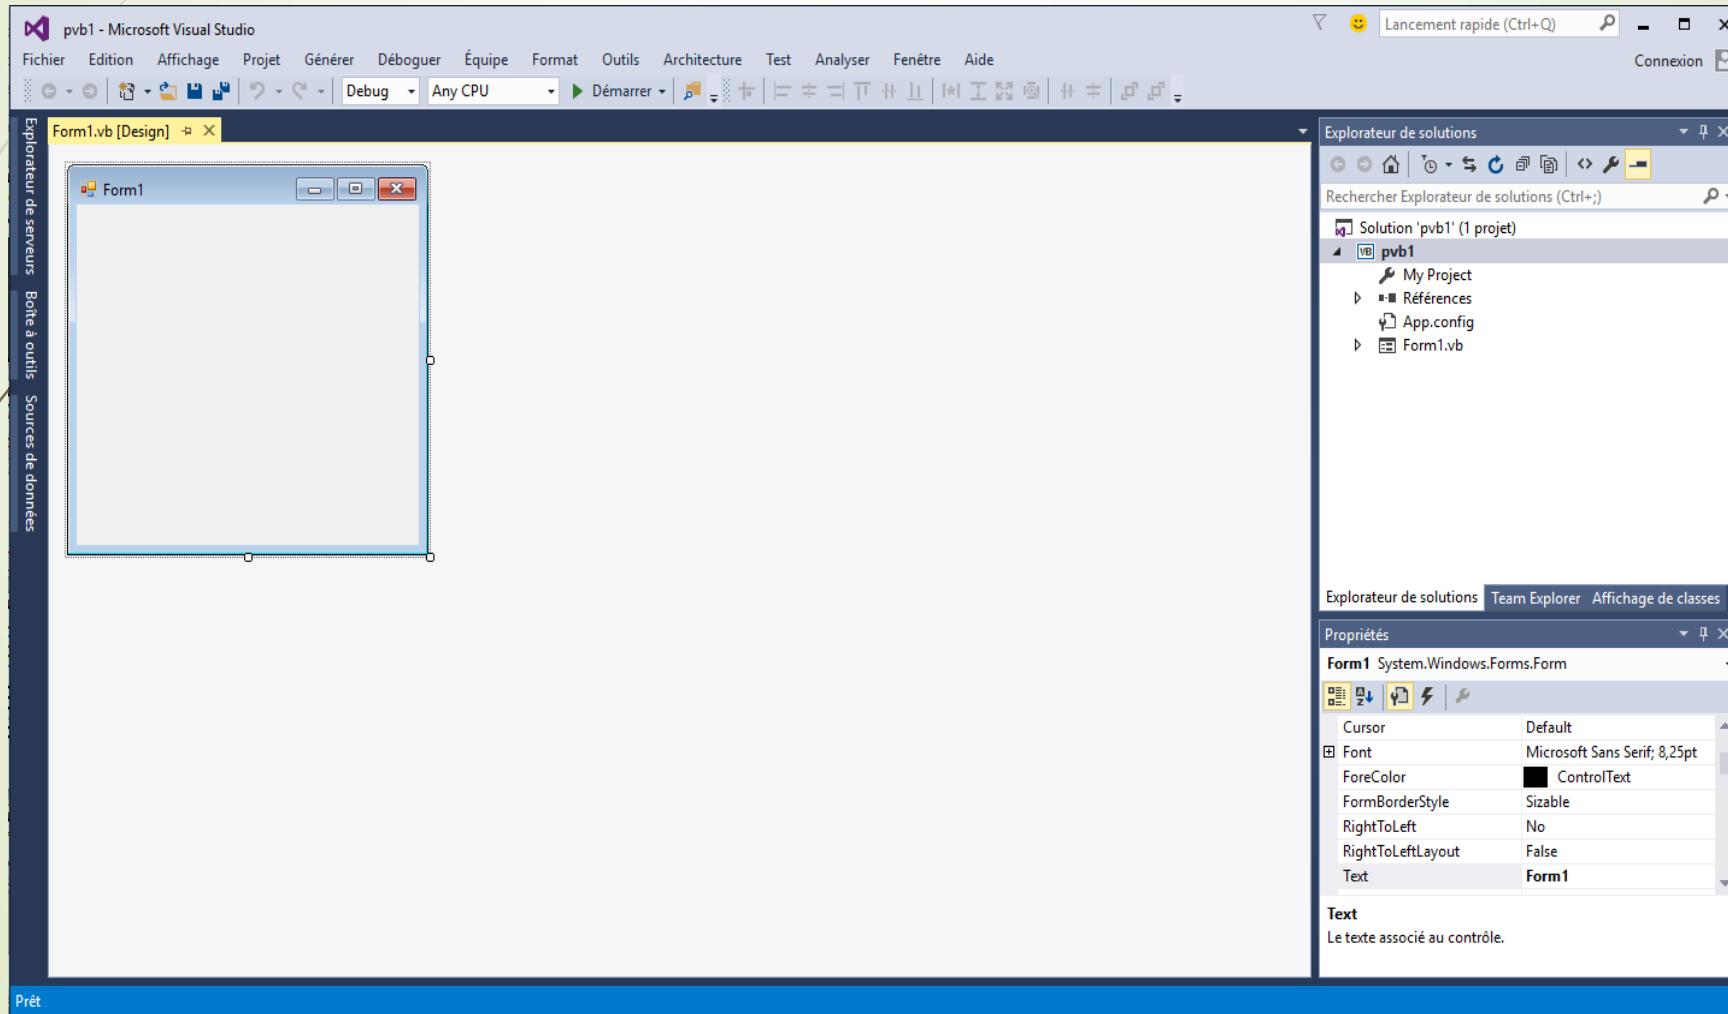 pvb1 - Microsoft Visual Studio
Lancement rapide (Ctrl+Q)
Fichier Edition Affichage Projet Générer Déboguer Équipe Format Outils Architecture Test Analyser Fenêtre Aide
Connexion
Debug Any CPU Démarrer
Explorateur de serveurs
Boîte à outils
Sources de données
Form1.vb [Design]
Form1
Explorateur de solutions
Rechercher Explorateur de solutions (Ctrl+;)
Solution 'pvb1' (1 projet)
VB pvb1
My Project
Références
App.config
Form1.vb
Explorateur de solutions Team Explorer Affichage de classes
Propriétés
Form1 System.Windows.Forms.Form
Cursor Default
Font Microsoft Sans Serif; 8,25pt
ForeColor ControlText
FormBorderStyle Sizable
RightToLeft No
RightToLeftLayout False
Text Form1
Text
Le texte associé au contrôle.
Prêt